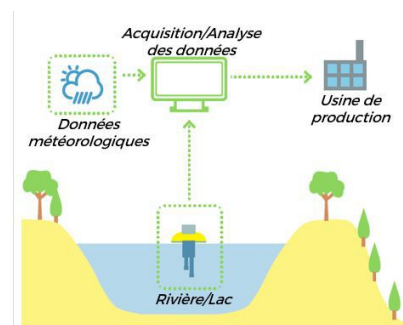 Acquisition/Analyse
des données
Données
météorologiques
Usine de
production
Rivière/Lac